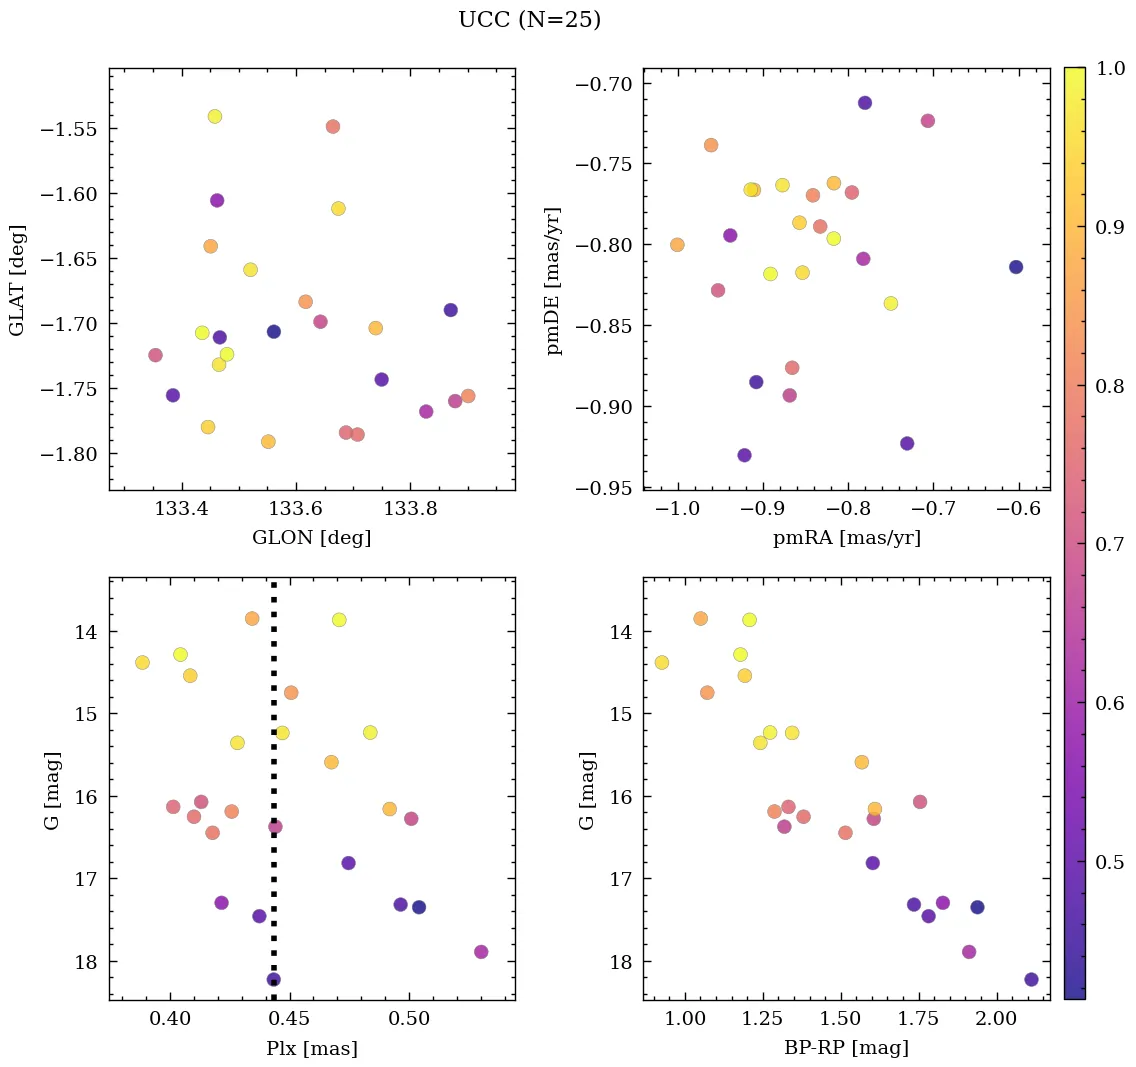 UCC (N=25)
−1.55
−1.60
−1.65
−1.70
−1.75
−1.80
GLAT [deg]
133.4 133.6 133.8
GLON [deg]
−0.70
−0.75
−0.80
−0.85
−0.90
−0.95
pmDE [mas/yr]
−1.0 −0.9 −0.8 −0.7 −0.6
pmRA [mas/yr]
14
15
16
17
18
G [mag]
0.40 0.45 0.50
Plx [mas]
14
15
16
17
18
G [mag]
1.00 1.25 1.50 1.75 2.00
BP-RP [mag]
1.0
0.9
0.8
0.7
0.6
0.5